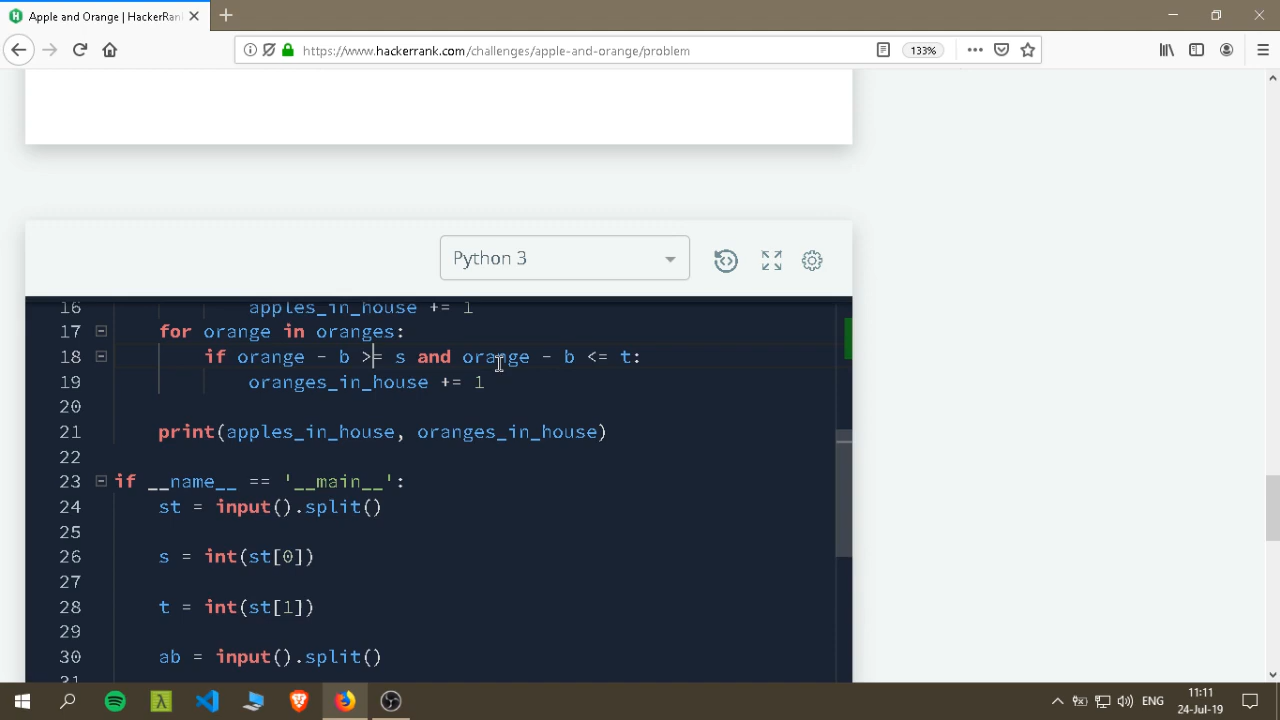 Apple and Orange | HackerRan
https://www.hackerrank.com/challenges/apple-and-orange/problem
133%
Python 3
16 apples_in_house += 1
17 for orange in oranges:
18 if orange - b >= s and orange - b <= t:
19 oranges_in_house += 1
20
21 print(apples_in_house, oranges_in_house)
22
23 if __name__ == '__main__':
24 st = input().split()
25
26 s = int(st[0])
27
28 t = int(st[1])
29
30 ab = input().split()
31
ENG
11:11
24-Jul-19